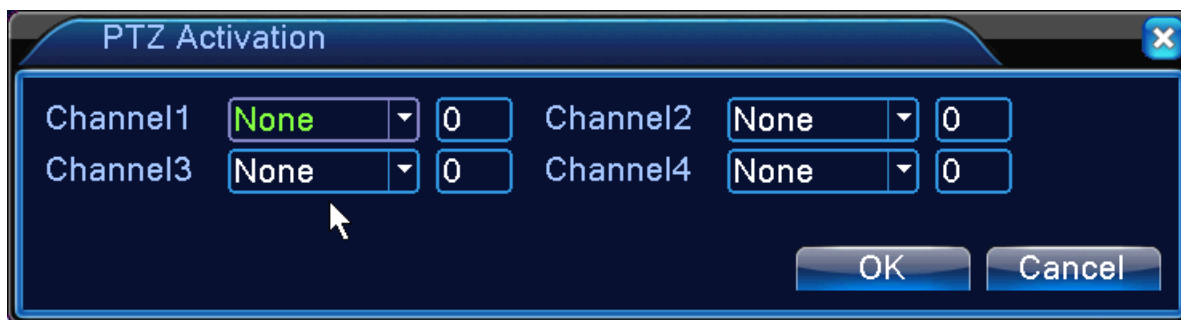 PTZ Activation
Channel1 None 0 Channel2 None 0
Channel3 None 0 Channel4 None 0
OK Cancel